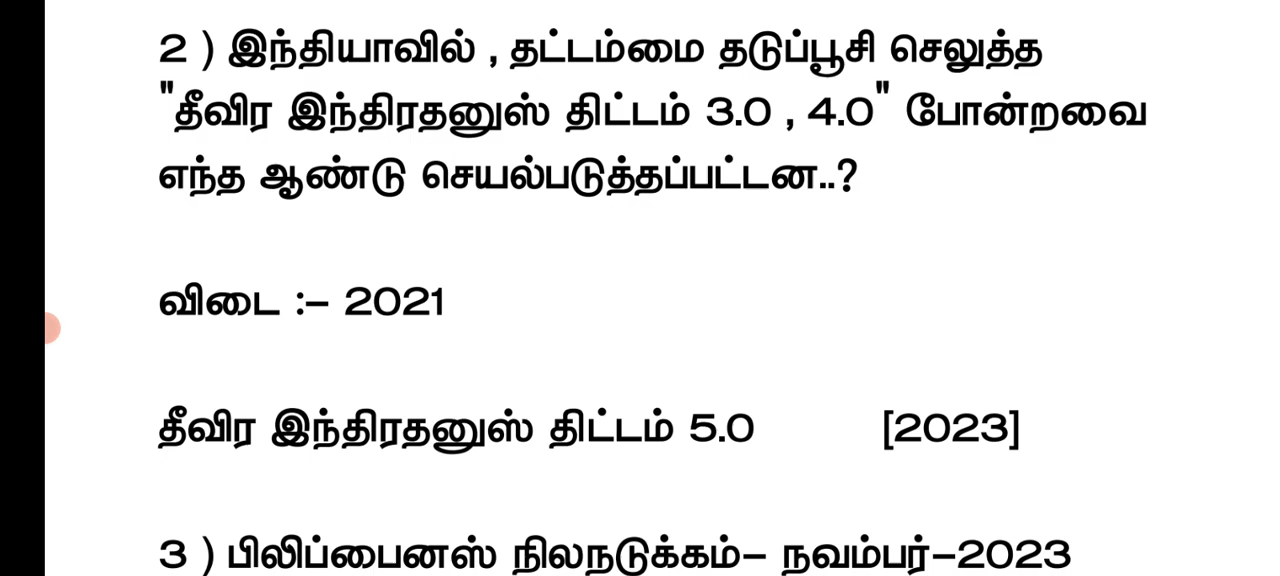 2 ) இந்தியாவில் , தட்டம்மை தடுப்பூசி செலுத்த
"தீவிர இந்திரதனுஸ் திட்டம் 3.0 , 4.0" போன்றவை
எந்த ஆண்டு செயல்படுத்தப்பட்டன..?
விடை :– 2021
தீவிர இந்திரதனுஸ் திட்டம் 5.0 [2023]
3 ) பிலிப்பைனஸ் நிலநடுக்கம்– நவம்பர்–2023